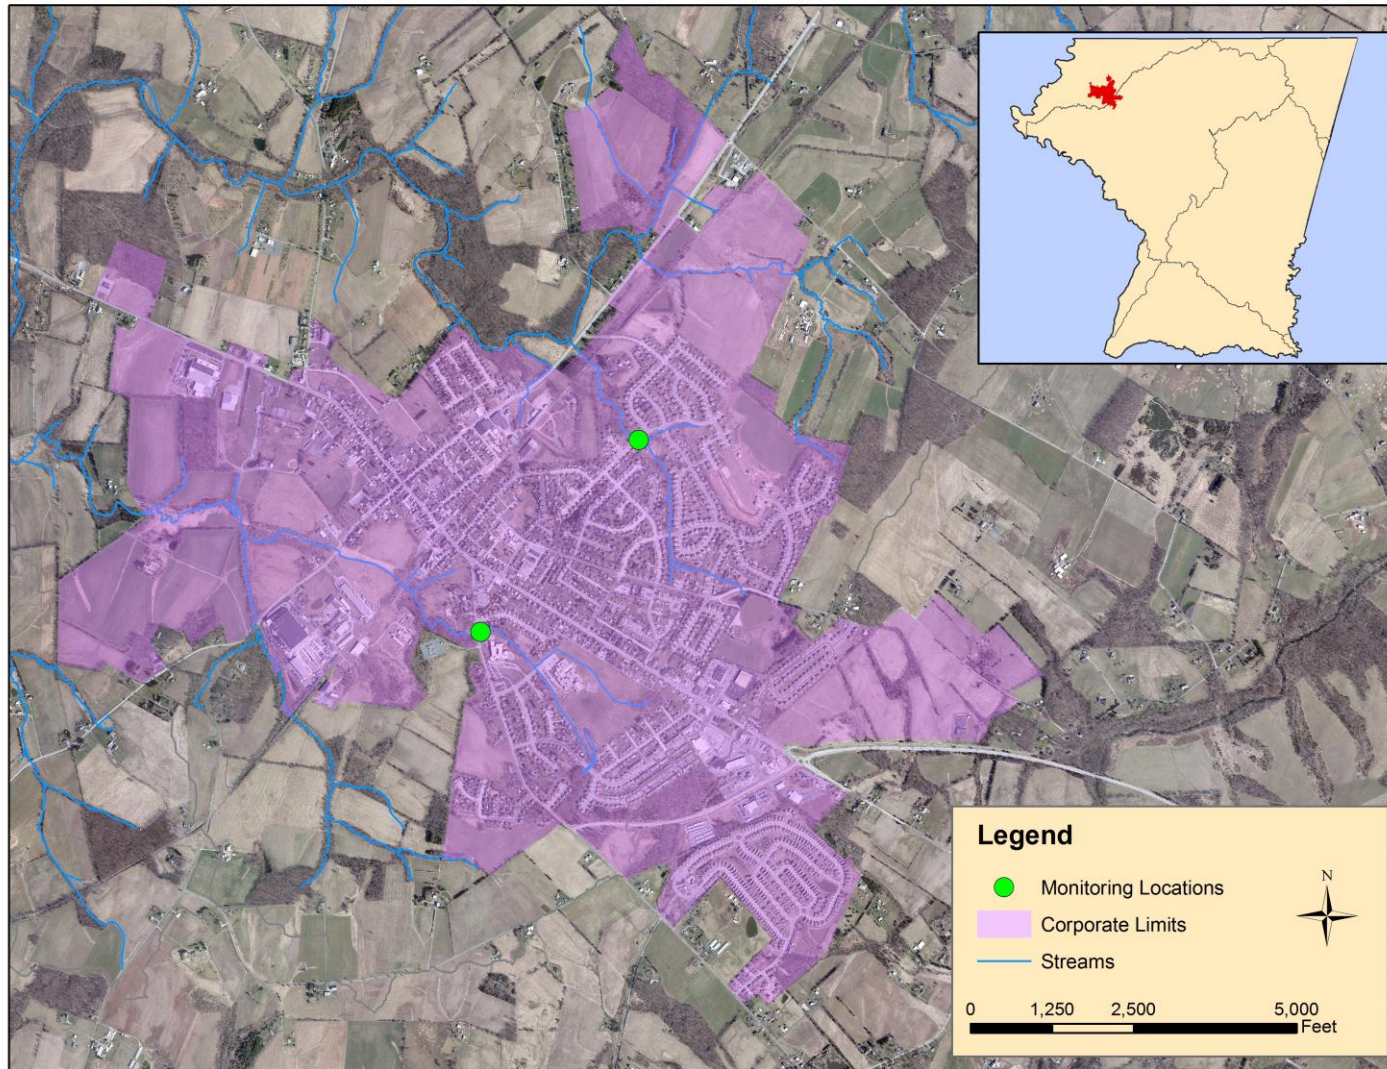 Legend
N
Monitoring Locations
Corporate Limits
Streams
0 1,250 2,500 5,000
Feet